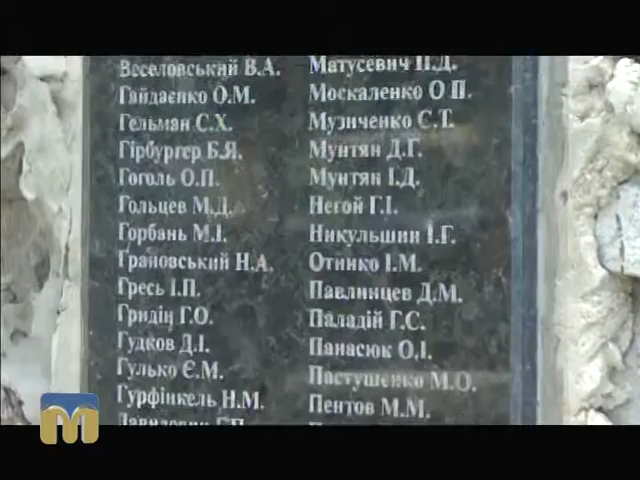 Веселовський В.А.
Гайдаєнко О.М.
Гельман С.Х.
Гірбургер Б.Я.
Гоголь О.П.
Гольцев М.Д.
Горбань М.І.
Грановський Н.А.
Гресь І.П.
Гридін Г.О.
Гудков Д.І.
Гулько Є.М.
Гурфінкель Н.М.
Матусевич П.Д.
Москаленко О П.
Музиченко С.Т.
Мунтян Д.Г.
Мунтян І.Д.
Негой Г.І.
Никульшин І.Г.
Отинко І.М.
Павлинцев Д.М.
Паладій Г.С.
Панасюк О.І.
Пастушенко М.О.
Пентов М.М.